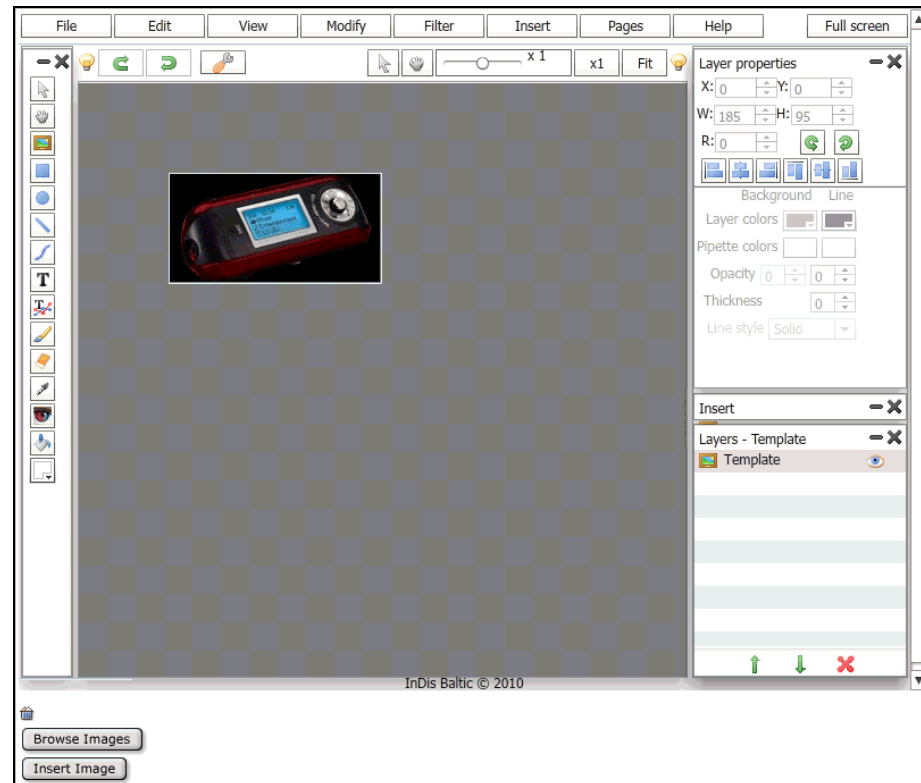 File Edit View Modify Filter Insert Pages Help Full screen
x 1 x1 Fit
Layer properties
X: 0 Y: 0
W: 185 H: 95
R: 0
Background Line
Layer colors
Pipette colors
Opacity 0 0
Thickness 0
Line style Solid
Insert
Layers - Template
Template
T
T
InDis Baltic © 2010
Browse Images
Insert Image